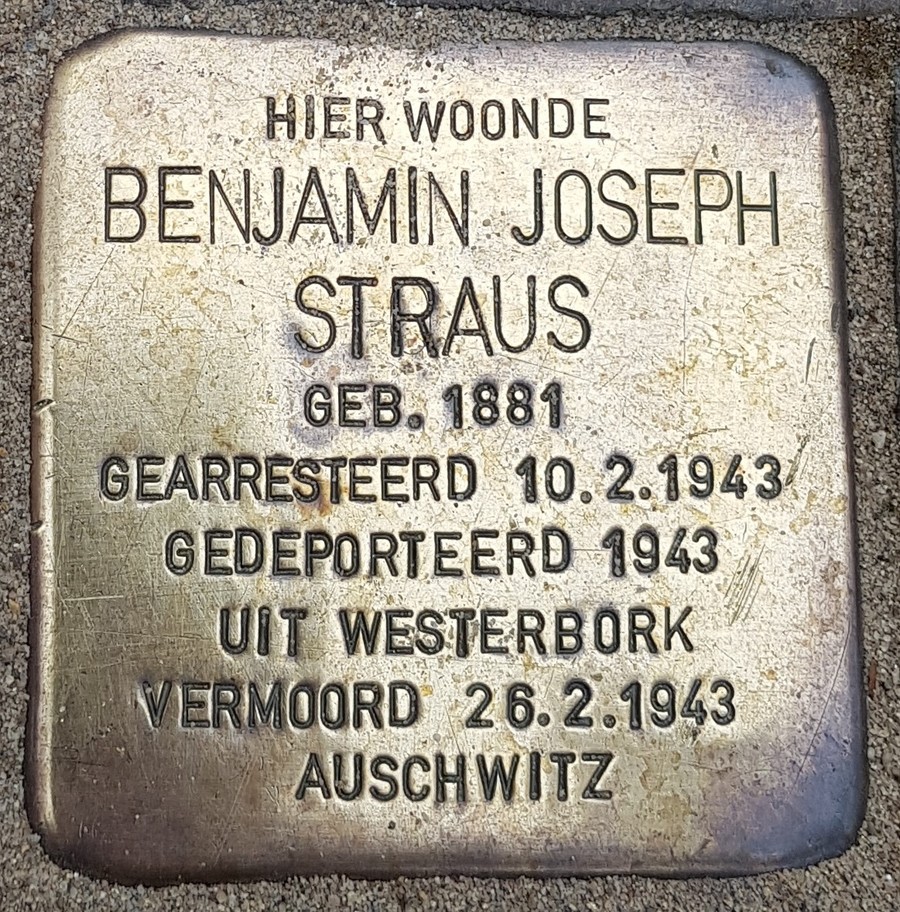 HIER WOONDE
BENJAMIN JOSEPH
STRAUS
GEB. 1881
GEARRESTEERD 10.2.1943
GEDEPORTEERD 1943
UIT WESTERBORK
VERMOORD 26.2.1943
AUSCHWITZ